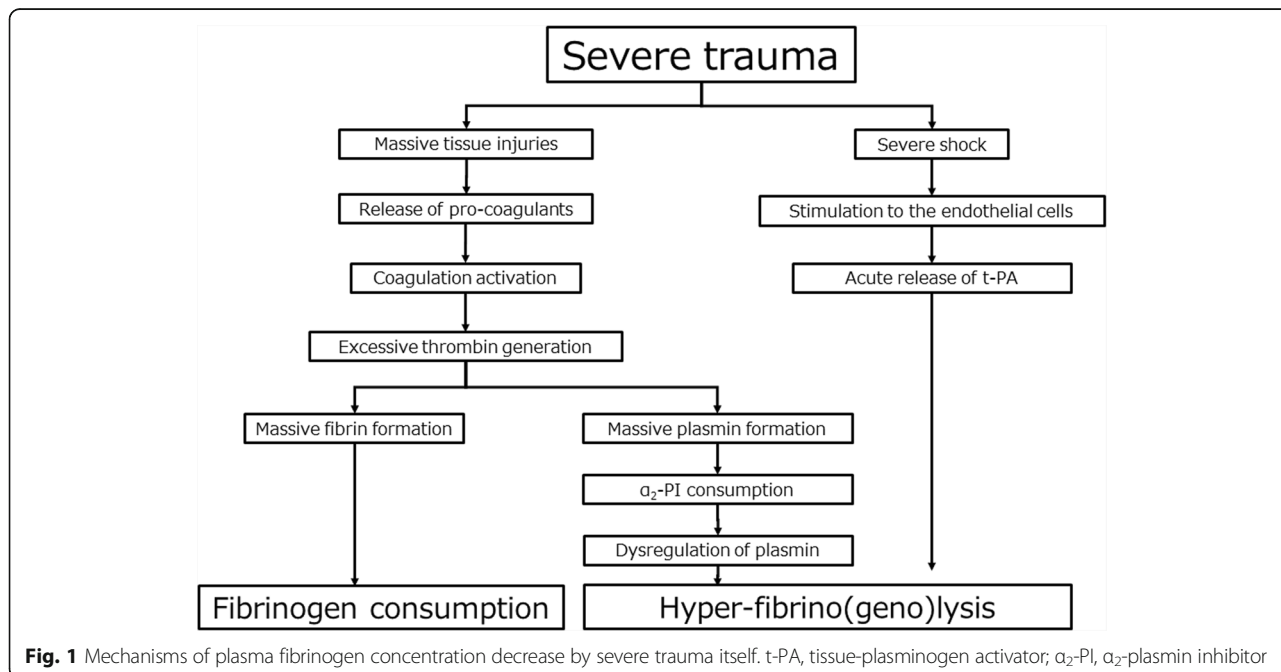 Severe trauma
Massive tissue injuries
Severe shock
Release of pro-coagulants
Stimulation to the endothelial cells
Coagulation activation
Acute release of t-PA
Excessive thrombin generation
Massive fibrin formation
Massive plasmin formation
α₂-PI consumption
Dysregulation of plasmin
Fibrinogen consumption
Hyper-fibrino(geno)lysis
Fig. 1 Mechanisms of plasma fibrinogen concentration decrease by severe trauma itself. t-PA, tissue-plasminogen activator; α₂-PI, α₂-plasmin inhibitor